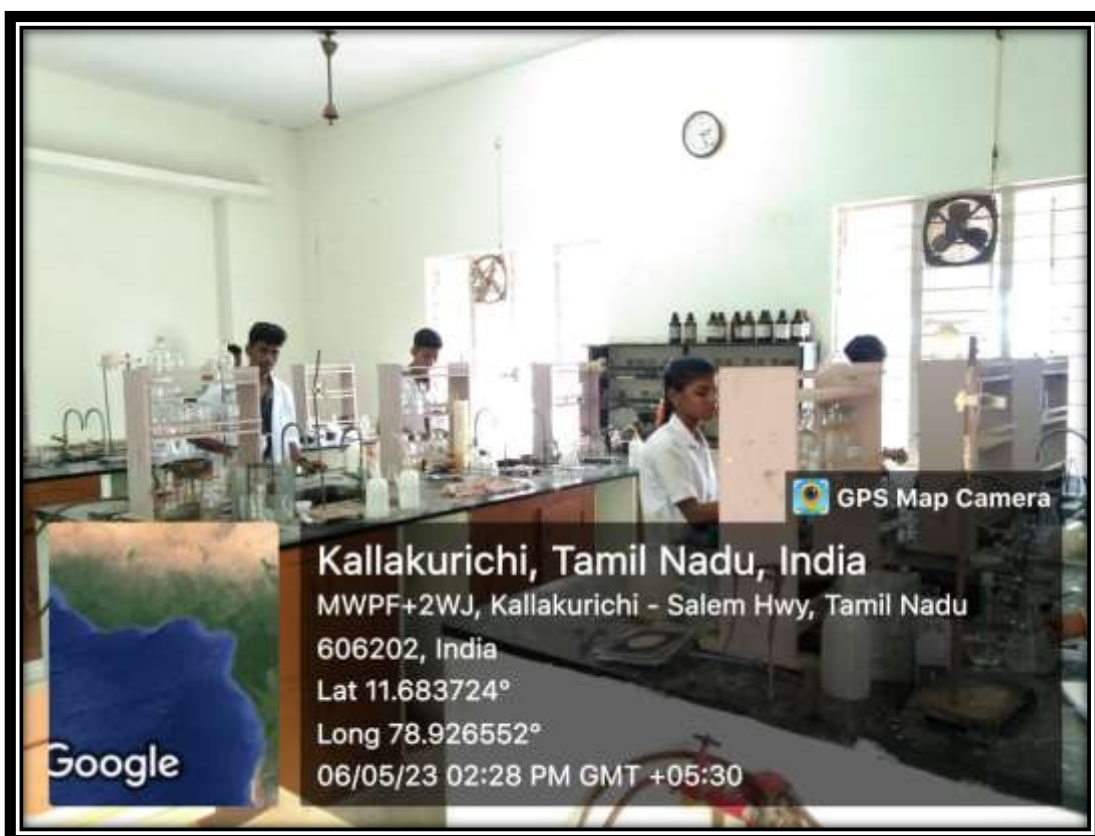 GPS Map Camera
Kallakurichi, Tamil Nadu, India
MWPF+2WJ, Kallakurichi - Salem Hwy, Tamil Nadu
606202, India
Lat 11.683724°
Long 78.926552°
06/05/23 02:28 PM GMT +05:30
Google